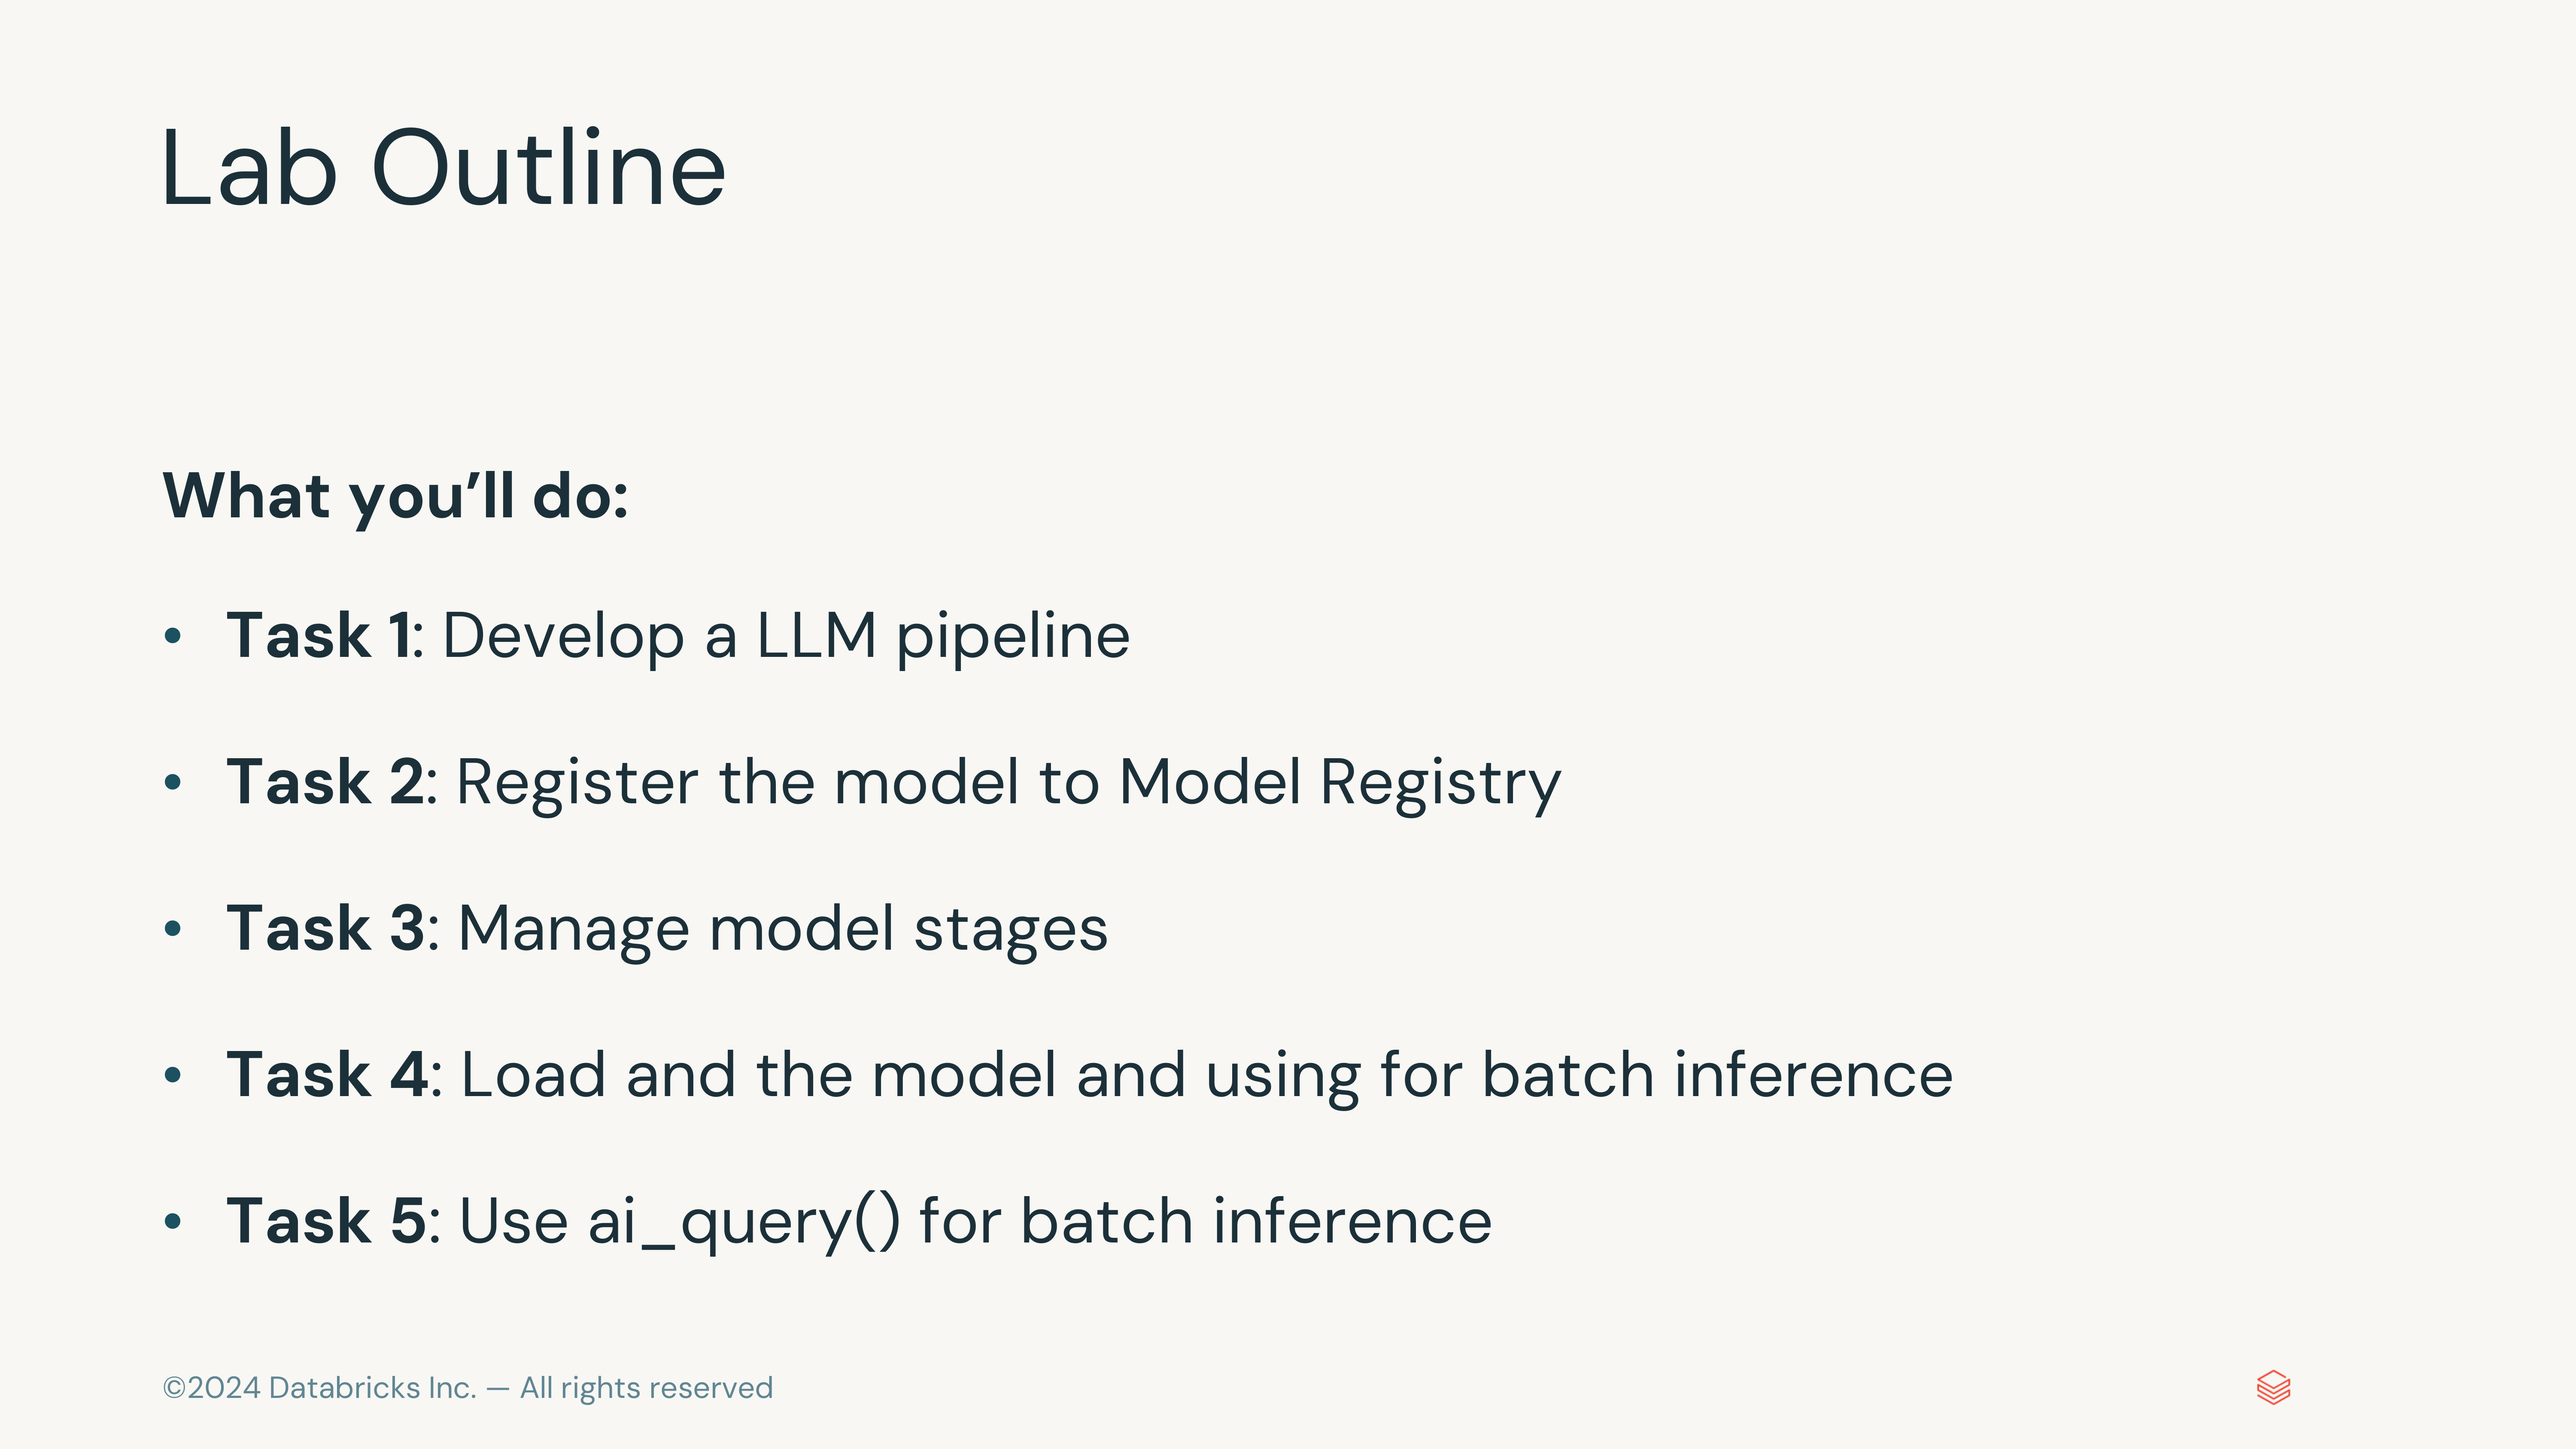 Lab Outline
What you’ll do:
• Task 1: Develop a LLM pipeline
• Task 2: Register the model to Model Registry
• Task 3: Manage model stages
• Task 4: Load and the model and using for batch inference
• Task 5: Use ai_query() for batch inference
©2024 Databricks Inc. — All rights reserved